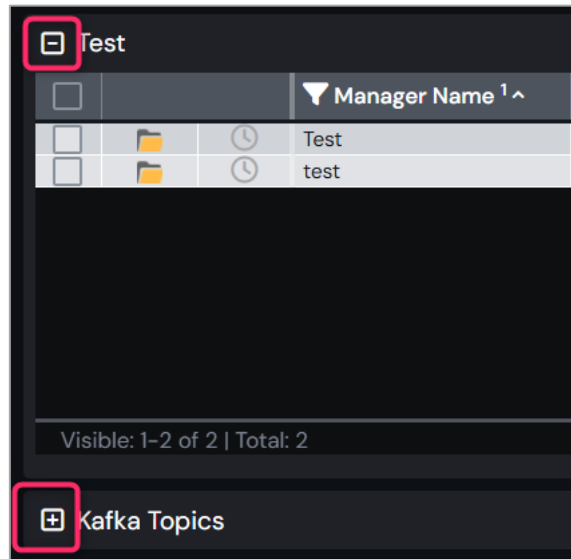 Test
Manager Name 1
Test
test
Visible: 1-2 of 2 | Total: 2
Kafka Topics